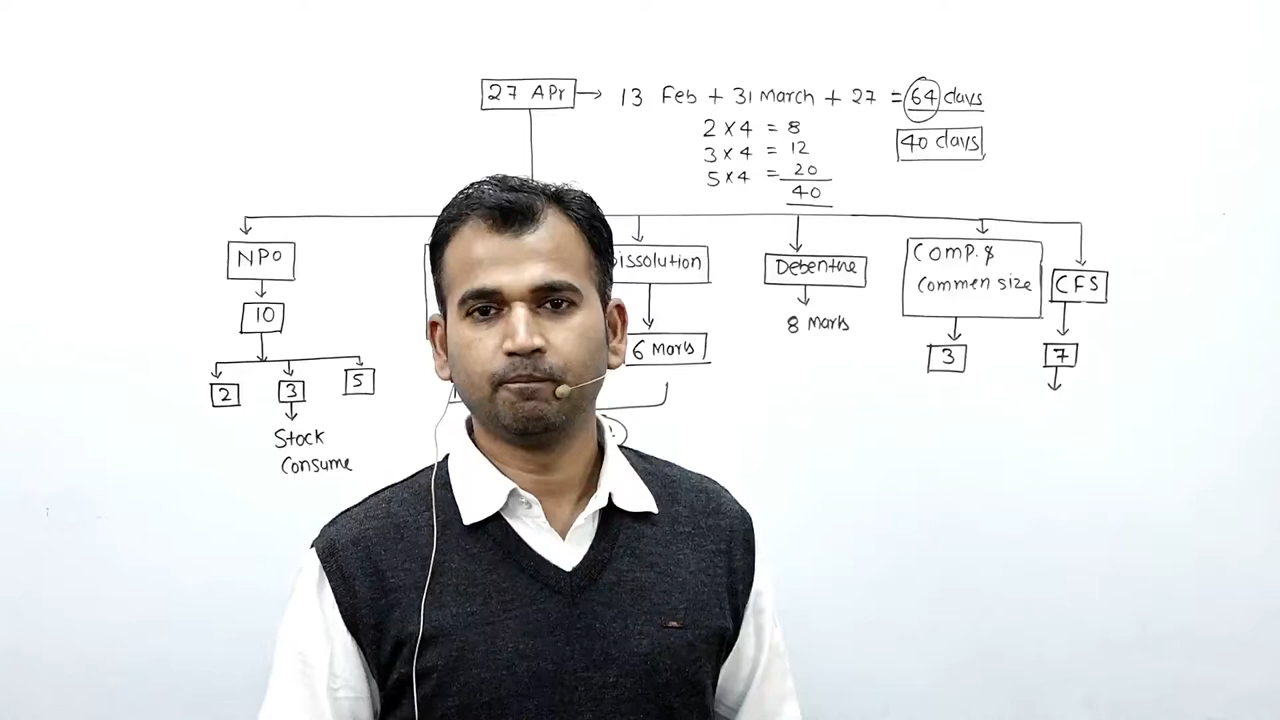 27 APr → 13 Feb + 31 March + 27 = 64 days
2 x 4 = 8
3 x 4 = 12
5 x 4 = 20
40
40 days
NPO
10
2 3 5
Stock
Consume
Dissolution
6 Marks
Debenture
8 Marks
Comp. &
Common size
3
CFS
7